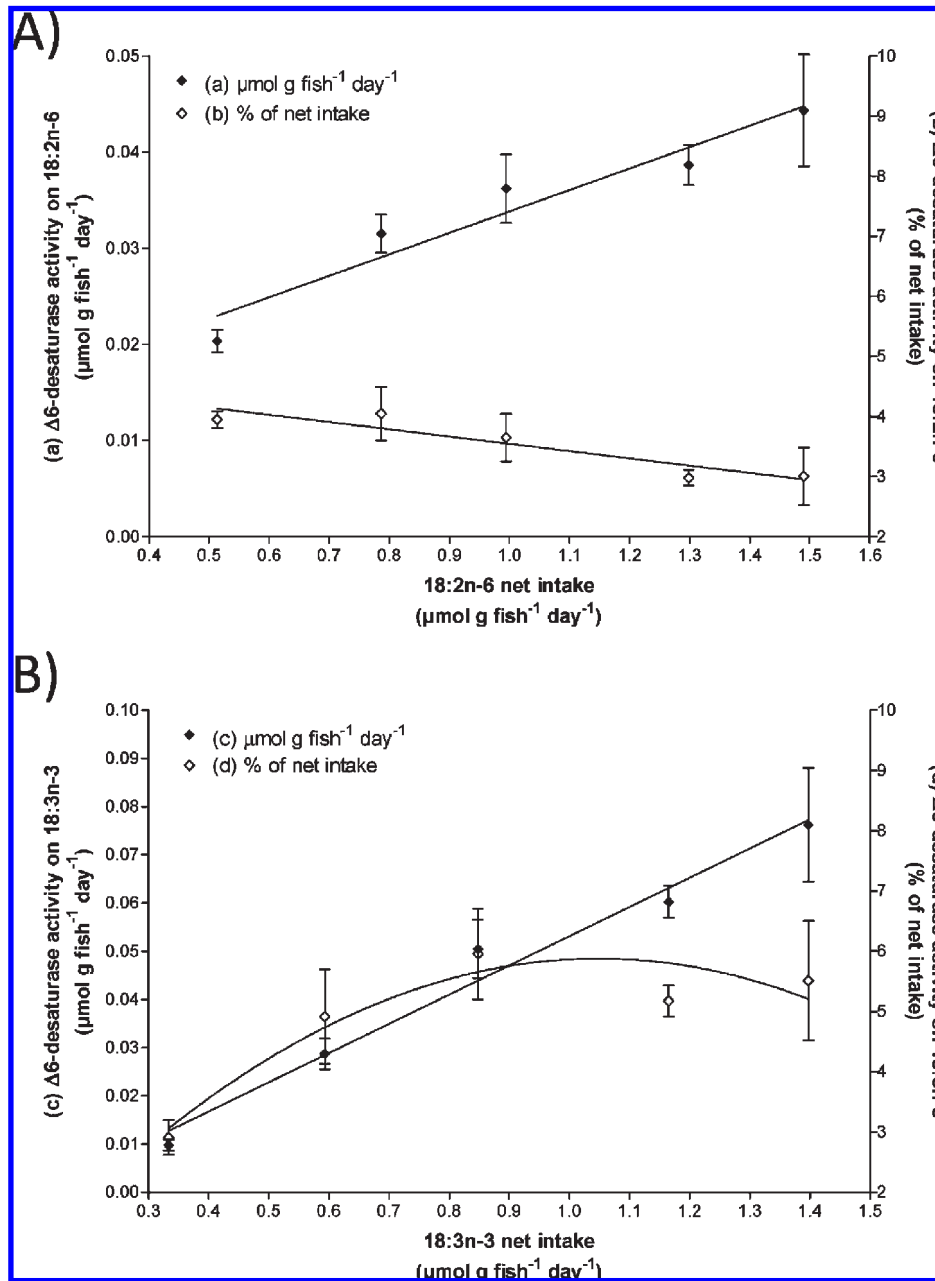 A)
(a) µmol g fish⁻¹ day⁻¹
(b) % of net intake
(a) Δ6-desaturase activity on 18:2n-6
(µmol g fish⁻¹ day⁻¹)
0.05
0.04
0.03
0.02
0.01
0.00
10
9
8
7
6
5
4
3
2
(% of net intake)
0.4 0.5 0.6 0.7 0.8 0.9 1.0 1.1 1.2 1.3 1.4 1.5 1.6
18:2n-6 net intake
(µmol g fish⁻¹ day⁻¹)
B)
(c) µmol g fish⁻¹ day⁻¹
(d) % of net intake
(c) Δ6-desaturase activity on 18:3n-3
(µmol g fish⁻¹ day⁻¹)
0.10
0.09
0.08
0.07
0.06
0.05
0.04
0.03
0.02
0.01
0.00
10
9
8
7
6
5
4
3
2
(% of net intake)
0.3 0.4 0.5 0.6 0.7 0.8 0.9 1.0 1.1 1.2 1.3 1.4 1.5
18:3n-3 net intake
(µmol g fish⁻¹ day⁻¹)